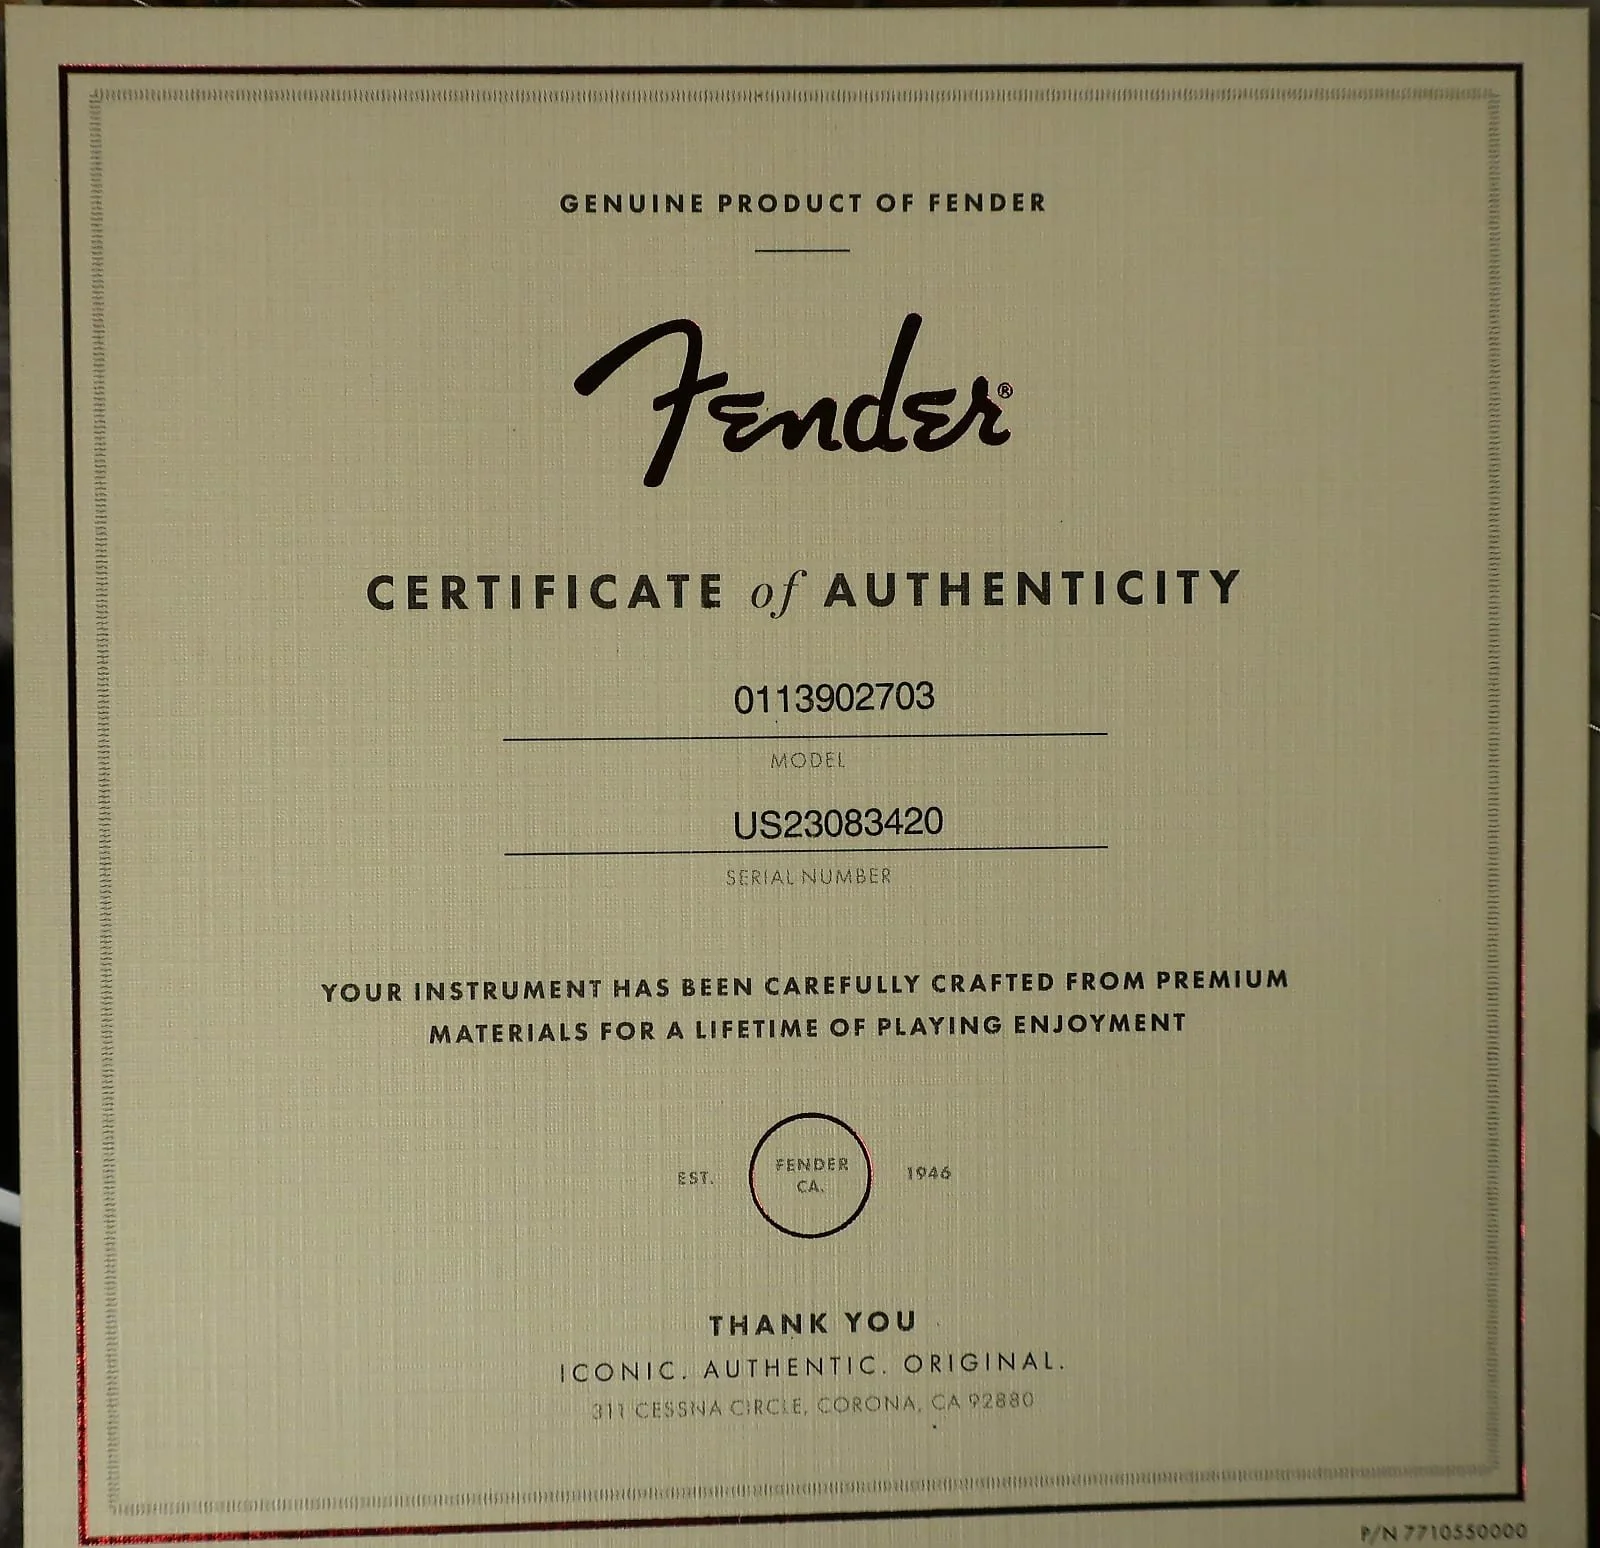 GENUINE PRODUCT OF FENDER
Fender®
CERTIFICATE of AUTHENTICITY
0113902703
MODEL
US23083420
SERIAL NUMBER
YOUR INSTRUMENT HAS BEEN CAREFULLY CRAFTED FROM PREMIUM
MATERIALS FOR A LIFETIME OF PLAYING ENJOYMENT
EST. FENDER CA. 1946
THANK YOU
ICONIC. AUTHENTIC. ORIGINAL.
311 CESSNA CIRCLE, CORONA, CA 92880
P/N 7710550000